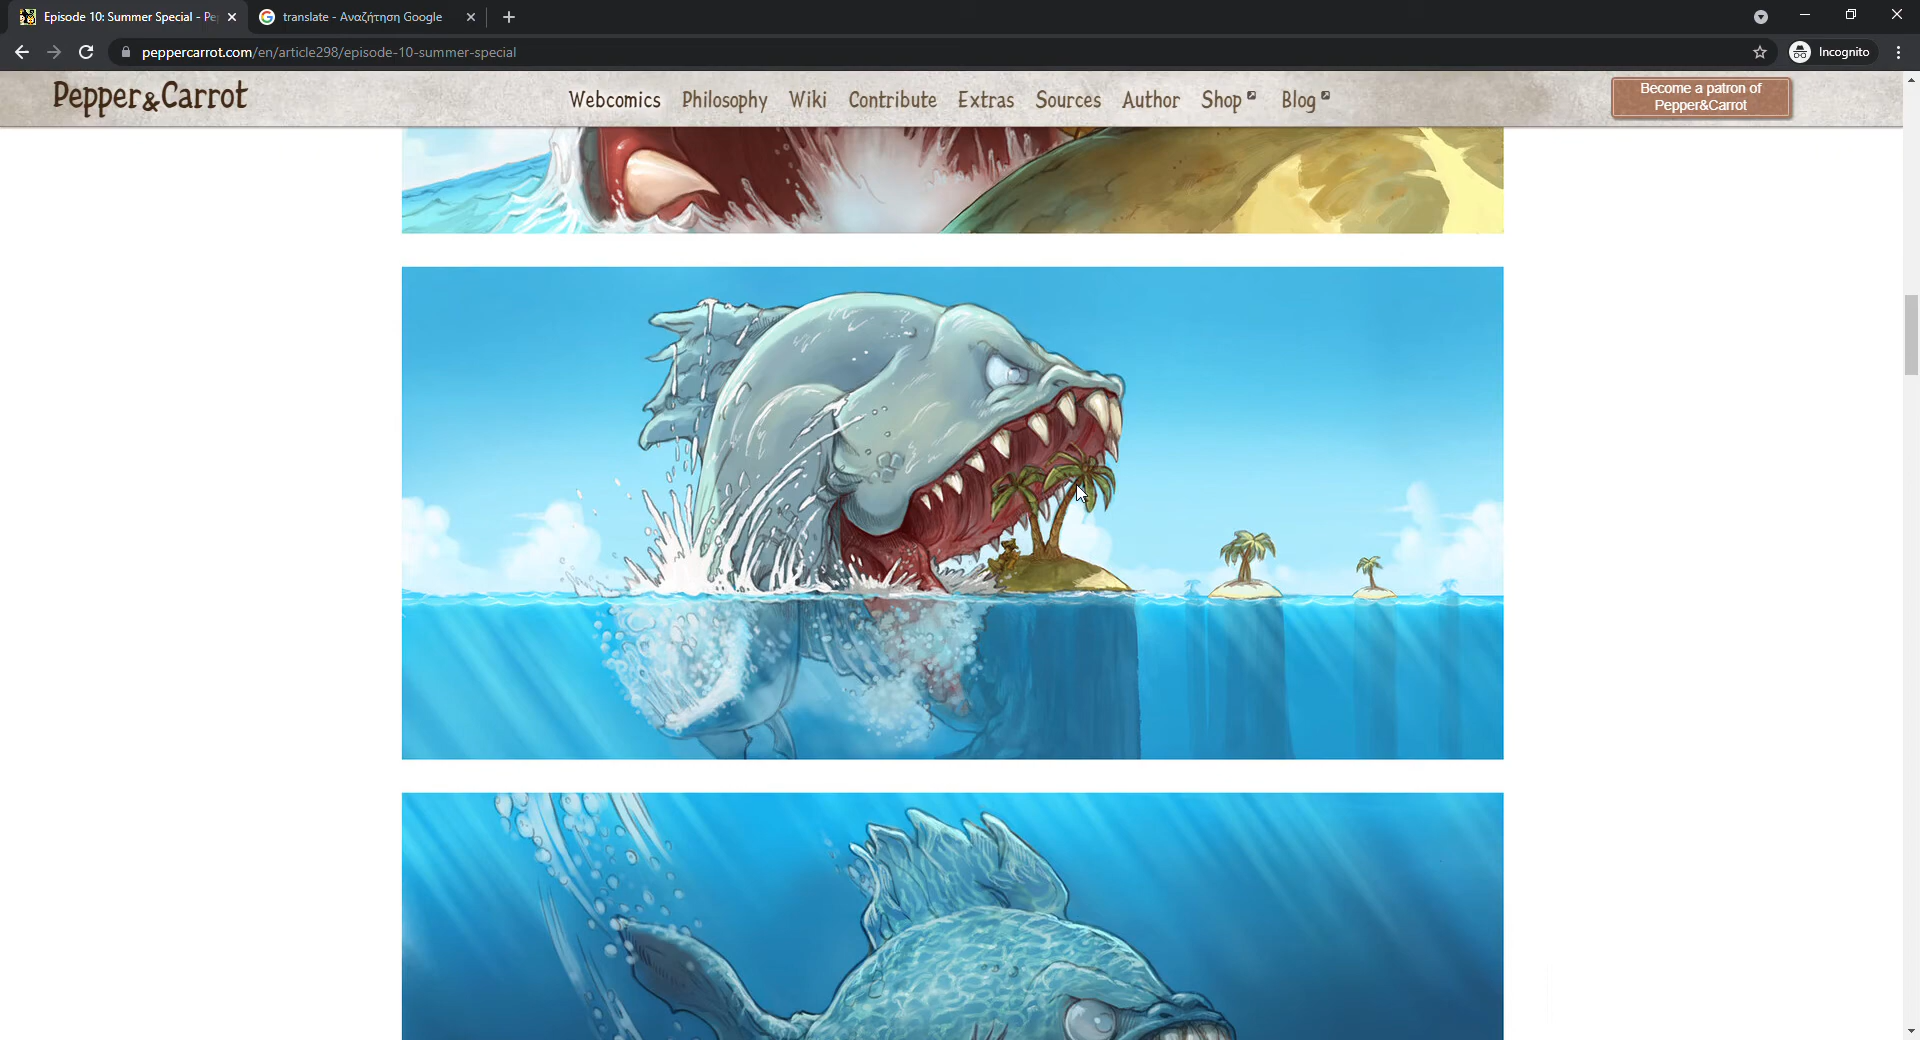 Episode 10: Summer Special - Pe
translate - Αναζήτηση Google
peppercarrot.com/en/article298/episode-10-summer-special
Incognito
Pepper&Carrot
Webcomics Philosophy Wiki Contribute Extras Sources Author Shop Blog
Become a patron of
Pepper&Carrot